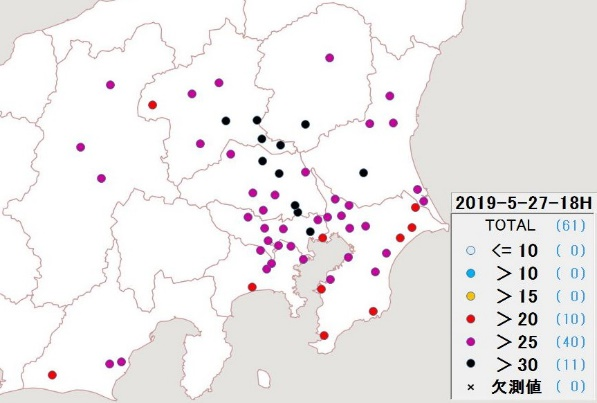 2019-5-27-18H
TOTAL (61)
<= 10 ( 0)
> 10 ( 0)
> 15 ( 0)
> 20 (10)
> 25 (40)
> 30 (11)
× 欠測値 ( 0)